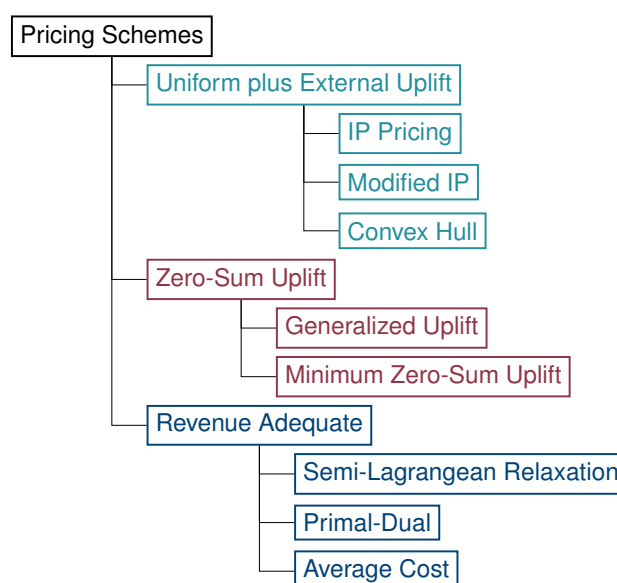 Pricing Schemes
Uniform plus External Uplift
IP Pricing
Modified IP
Convex Hull
Zero-Sum Uplift
Generalized Uplift
Minimum Zero-Sum Uplift
Revenue Adequate
Semi-Lagrangean Relaxation
Primal-Dual
Average Cost